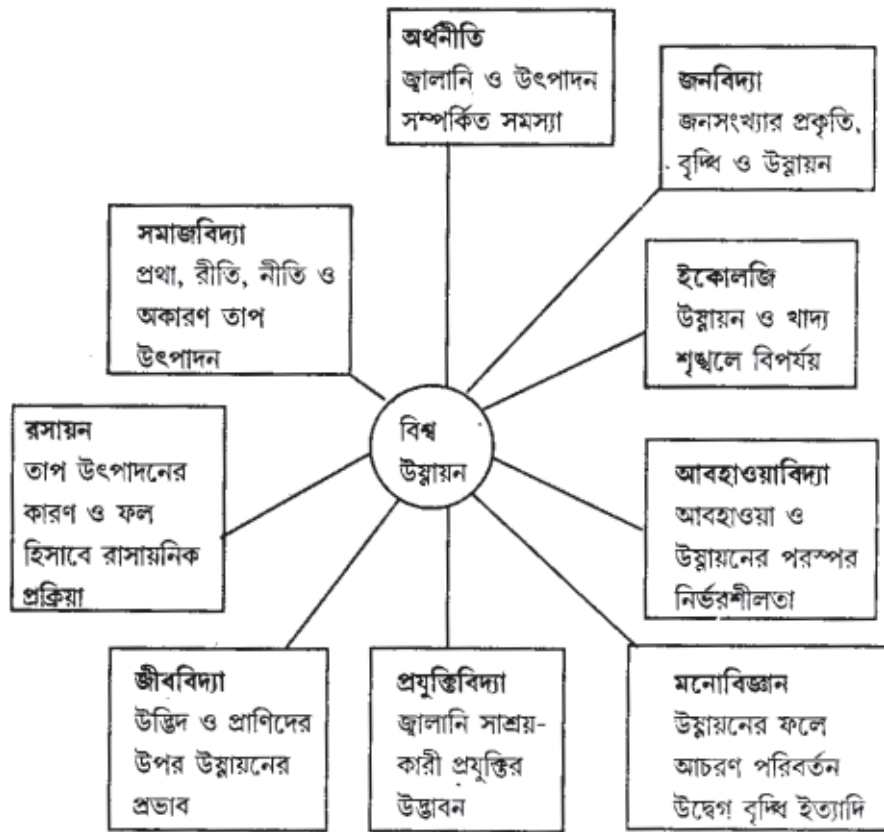 অর্থনীতি
জ্বালানি ও উৎপাদন
সম্পর্কিত সমস্যা
জনবিদ্যা
জনসংখ্যার প্রকৃতি,
বৃদ্ধি ও উষ্ণায়ন
সমাজবিদ্যা
প্রথা, রীতি, নীতি ও
অকারণ তাপ
উৎপাদন
ইকোলজি
উষ্ণায়ন ও খাদ্য
শৃঙ্খলে বিপর্যয়
বিশ্ব
উষ্ণায়ন
রসায়ন
তাপ উৎপাদনের
কারণ ও ফল
হিসাবে রাসায়নিক
প্রক্রিয়া
আবহাওয়াবিদ্যা
আবহাওয়া ও
উষ্ণায়নের পরস্পর
নির্ভরশীলতা
জীববিদ্যা
উদ্ভিদ ও প্রাণিদের
উপর উষ্ণায়নের
প্রভাব
প্রযুক্তিবিদ্যা
জ্বালানি সাশ্রয়-
কারী প্রযুক্তির
উদ্ভাবন
মনোবিজ্ঞান
উষ্ণায়নের ফলে
আচরণ পরিবর্তন
উদ্বেগ বৃদ্ধি ইত্যাদি